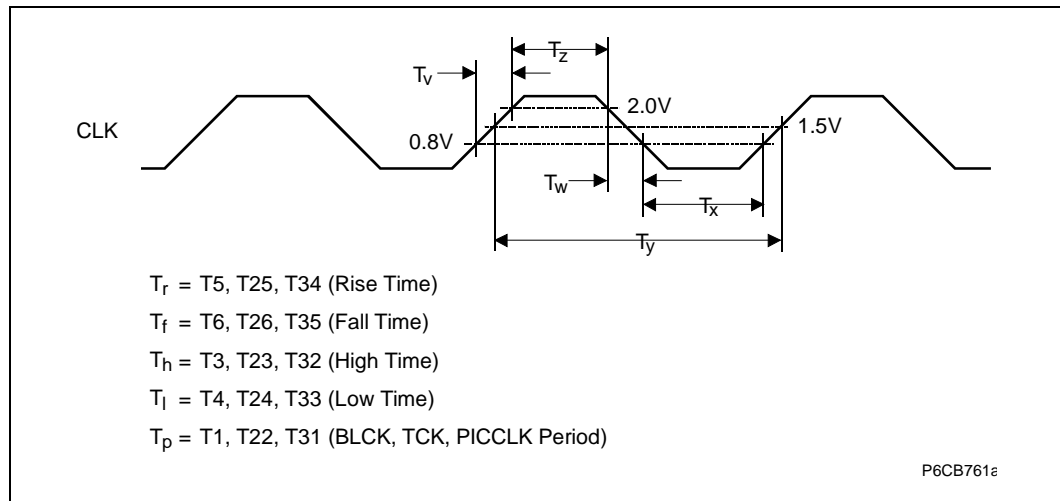 Tz
Tv
CLK
2.0V
1.5V
0.8V
Tw
Tx
Ty
Tr = T5, T25, T34 (Rise Time)
Tf = T6, T26, T35 (Fall Time)
Th = T3, T23, T32 (High Time)
Tl = T4, T24, T33 (Low Time)
Tp = T1, T22, T31 (BLCK, TCK, PICCLK Period)
P6CB761a